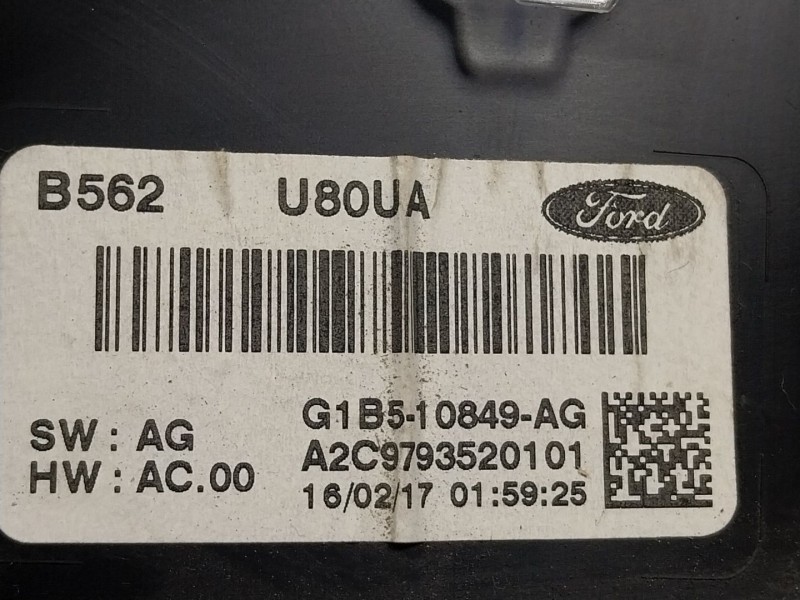 B562 U80UA Ford
G1B5-10849-AG
SW: AG
A2C9793520101
HW: AC.00
16/02/17 01:59:25